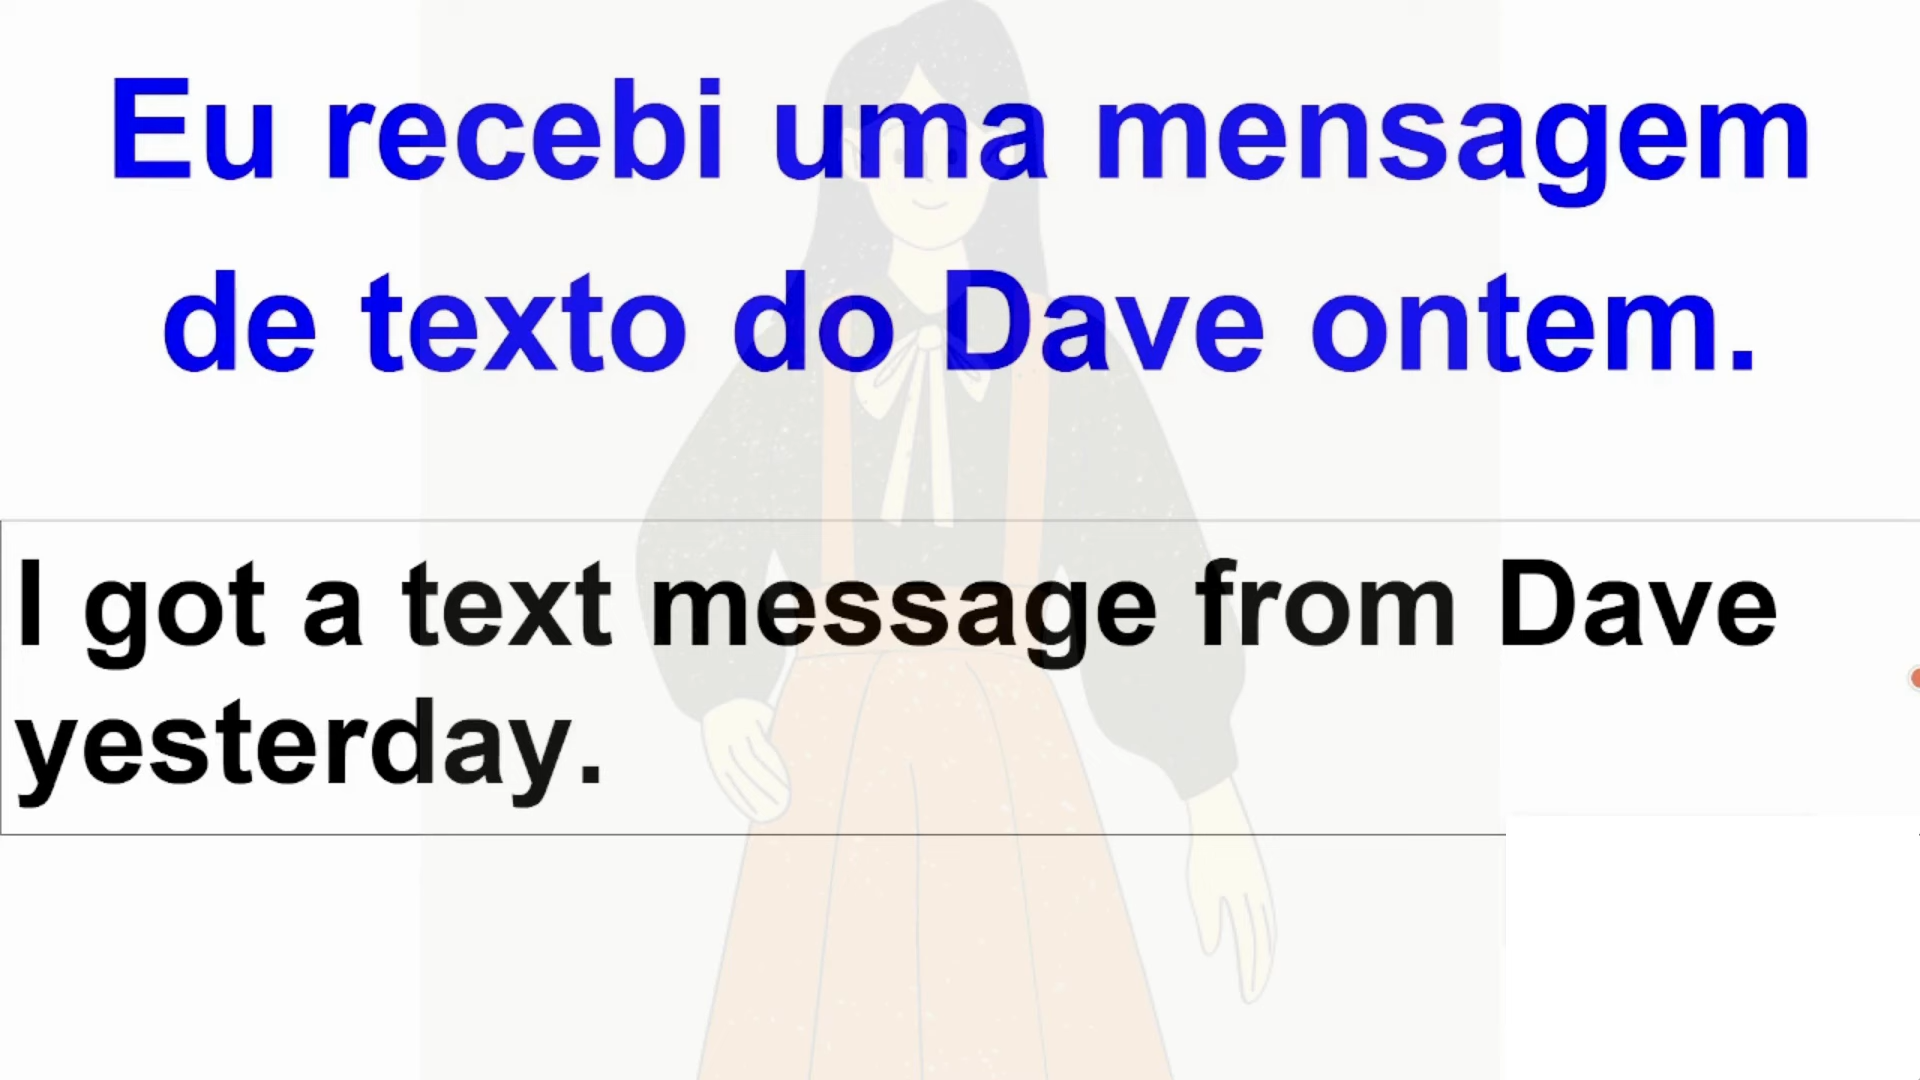 Eu recebi uma mensagem
de texto do Dave ontem.
I got a text message from Dave
yesterday.